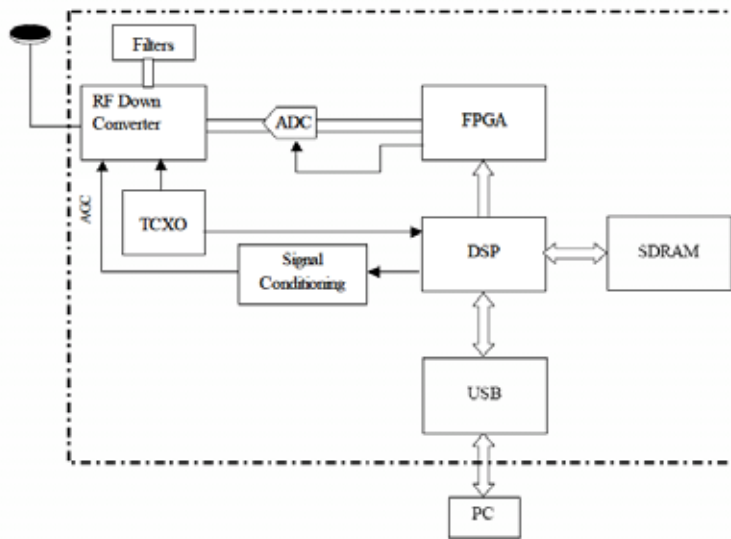 Filters
RF Down
Converter
ADC
FPGA
AGC
TCXO
DSP
SDRAM
Signal
Conditioning
USB
PC